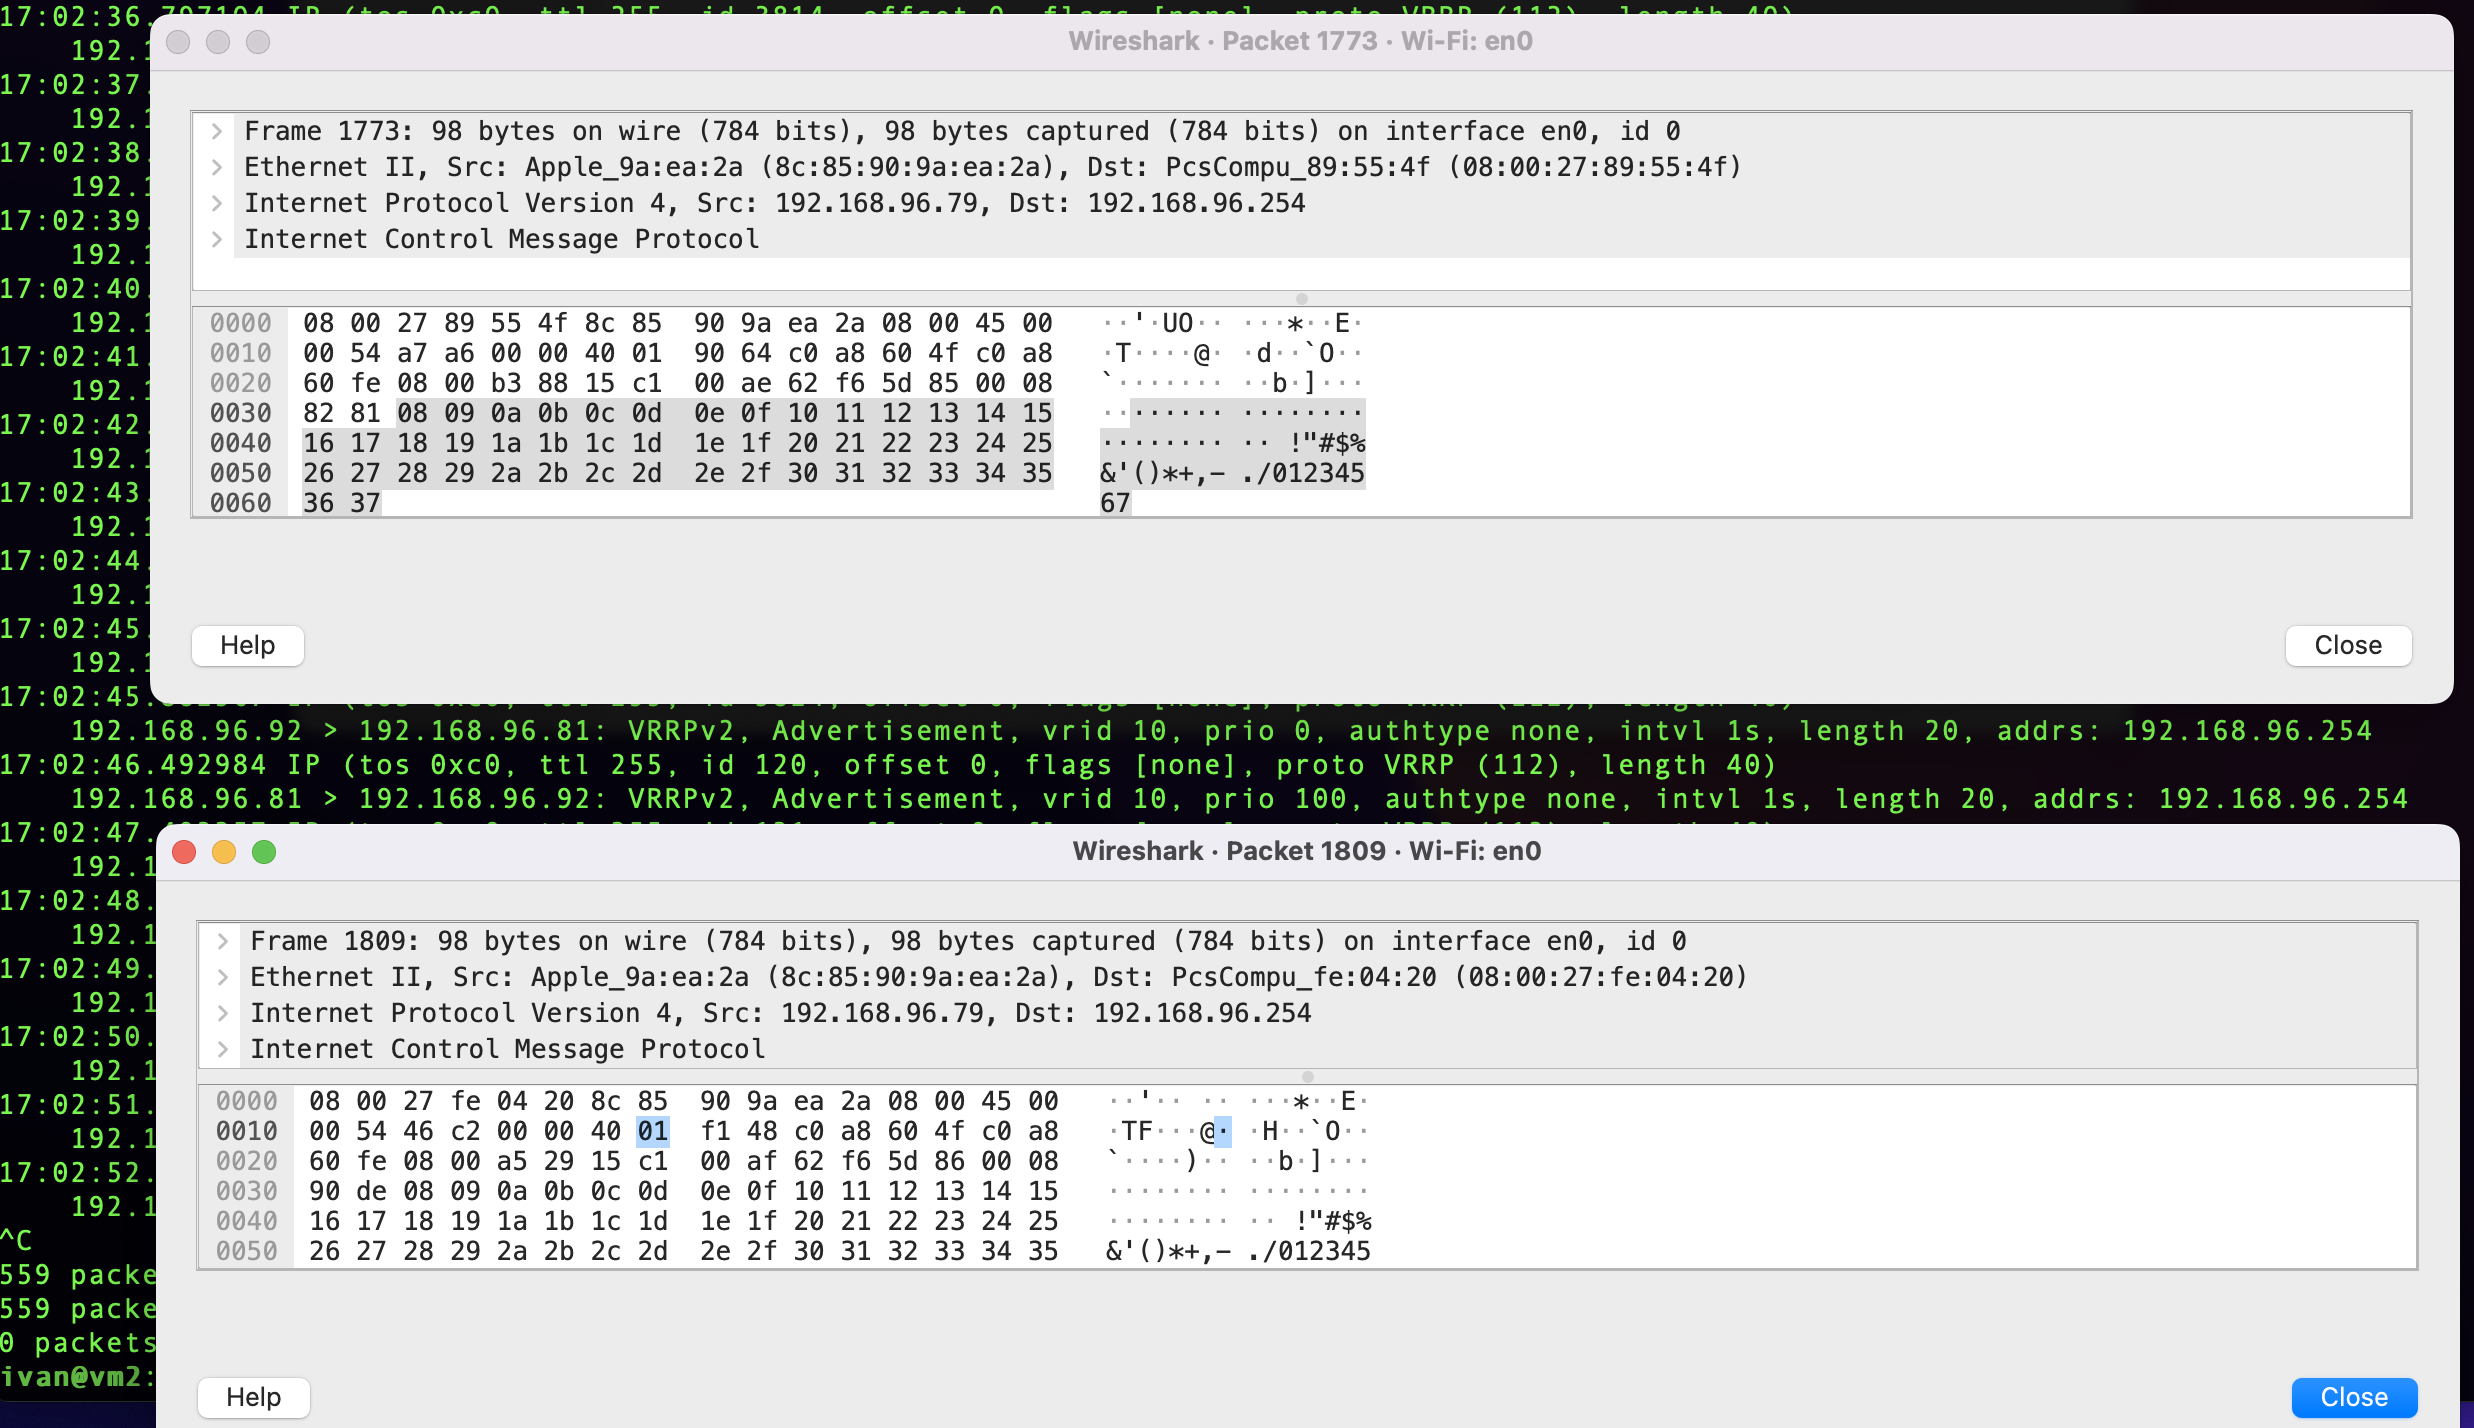 17:02:36.797194 IP (tos 0xc0, ttl 255, id 3814, offset 0, flags [none], proto VRRP (112), length 40)
192.1
Wireshark · Packet 1773 · Wi-Fi: en0
17:02:37.
192.1
17:02:38.
192.1
17:02:39.
192.1
17:02:40.
192.1
17:02:41.
192.1
17:02:42.
192.1
17:02:43.
192.1
17:02:44.
192.1
17:02:45.
192.1
Frame 1773: 98 bytes on wire (784 bits), 98 bytes captured (784 bits) on interface en0, id 0
Ethernet II, Src: Apple_9a:ea:2a (8c:85:90:9a:ea:2a), Dst: PcsCompu_89:55:4f (08:00:27:89:55:4f)
Internet Protocol Version 4, Src: 192.168.96.79, Dst: 192.168.96.254
Internet Control Message Protocol
0000 08 00 27 89 55 4f 8c 85 90 9a ea 2a 08 00 45 00 ··'·UO·· ···*··E·
0010 00 54 a7 a6 00 00 40 01 90 64 c0 a8 60 4f c0 a8 ·T····@· ·d··`O··
0020 60 fe 08 00 b3 88 15 c1 00 ae 62 f6 5d 85 00 08 `······· ··b·]···
0030 82 81 08 09 0a 0b 0c 0d 0e 0f 10 11 12 13 14 15 ········ ········
0040 16 17 18 19 1a 1b 1c 1d 1e 1f 20 21 22 23 24 25 ········ ·· !"#$%
0050 26 27 28 29 2a 2b 2c 2d 2e 2f 30 31 32 33 34 35 &'()*+,- ./012345
0060 36 37 67
Help
Close
17:02:45.
192.168.96.92 > 192.168.96.81: VRRPv2, Advertisement, vrid 10, prio 0, authtype none, intvl 1s, length 20, addrs: 192.168.96.254
17:02:46.492984 IP (tos 0xc0, ttl 255, id 120, offset 0, flags [none], proto VRRP (112), length 40)
192.168.96.81 > 192.168.96.92: VRRPv2, Advertisement, vrid 10, prio 100, authtype none, intvl 1s, length 20, addrs: 192.168.96.254
17:02:47.
192.1
17:02:48.
192.1
17:02:49.
192.1
17:02:50.
192.1
17:02:51.
192.1
17:02:52.
192.1
^C
559 packe
559 packe
0 packets
ivan@vm2:
Wireshark · Packet 1809 · Wi-Fi: en0
Frame 1809: 98 bytes on wire (784 bits), 98 bytes captured (784 bits) on interface en0, id 0
Ethernet II, Src: Apple_9a:ea:2a (8c:85:90:9a:ea:2a), Dst: PcsCompu_fe:04:20 (08:00:27:fe:04:20)
Internet Protocol Version 4, Src: 192.168.96.79, Dst: 192.168.96.254
Internet Control Message Protocol
0000 08 00 27 fe 04 20 8c 85 90 9a ea 2a 08 00 45 00 ··'·· ·· ···*··E·
0010 00 54 46 c2 00 00 40 01 f1 48 c0 a8 60 4f c0 a8 ·TF···@· ·H··`O··
0020 60 fe 08 00 a5 29 15 c1 00 af 62 f6 5d 86 00 08 `····)·· ··b·]···
0030 90 de 08 09 0a 0b 0c 0d 0e 0f 10 11 12 13 14 15 ········ ········
0040 16 17 18 19 1a 1b 1c 1d 1e 1f 20 21 22 23 24 25 ········ ·· !"#$%
0050 26 27 28 29 2a 2b 2c 2d 2e 2f 30 31 32 33 34 35 &'()*+,- ./012345
Help
Close